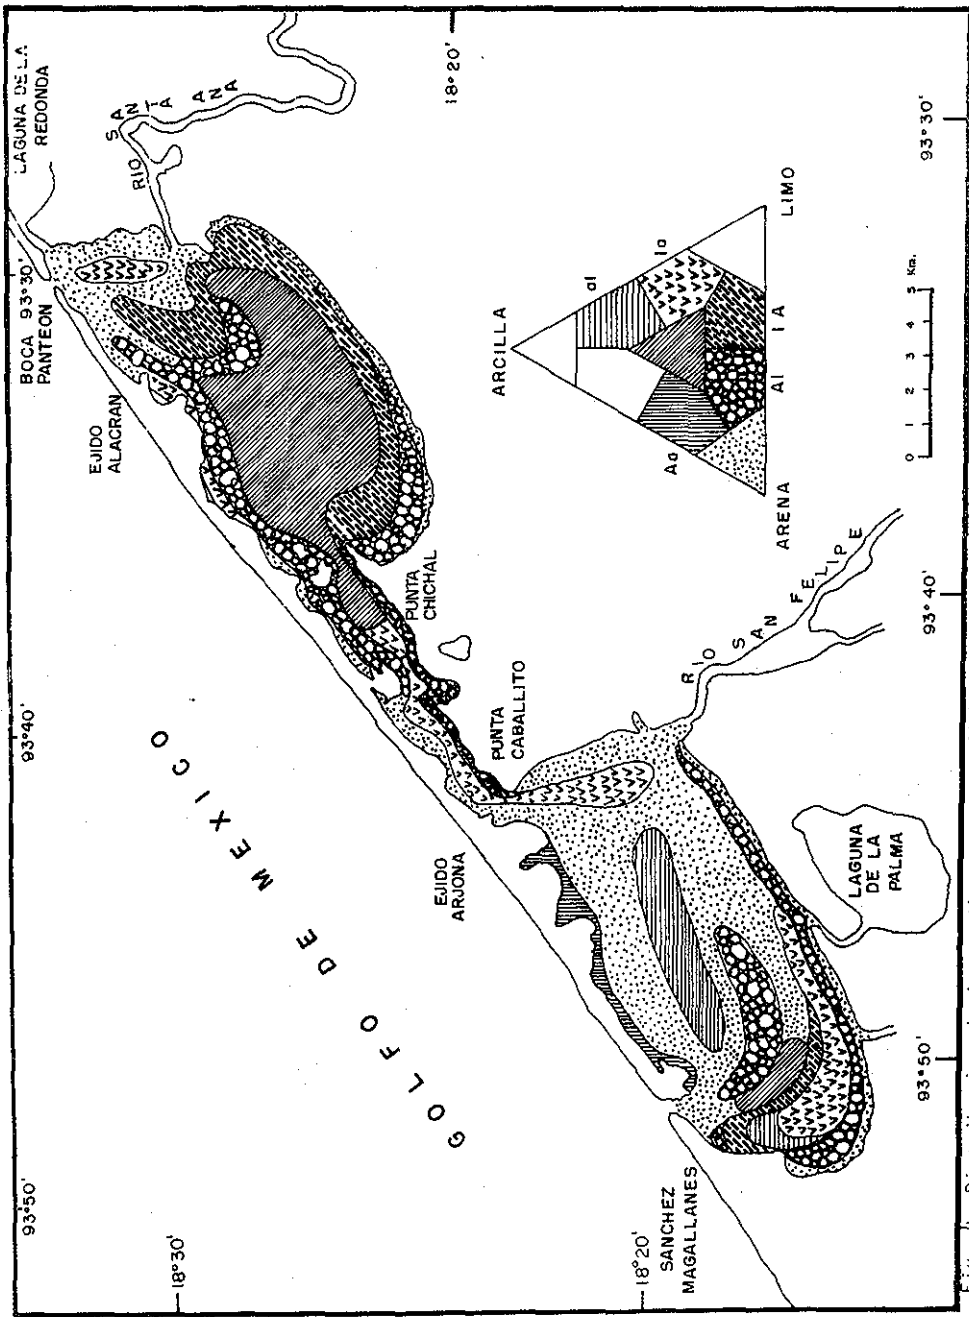 LAGUNA DE LA
REDONDA
BOCA 93°30'
PANTEON
RIO SANTA ANA
18°20'
93°30'
EJIDO
ALACRAN
93°40'
GOLFO DE MEXICO
PUNTA
CHICHAL
PUNTA
CABALLITO
EJIDO
ARJONA
ARCILLA
al
la
LIMO
Aa
ARENA
Al
lA
0 1 2 3 4 5 Km.
RIO SAN FELIPE
93°40'
LAGUNA
DE LA
PALMA
93°50'
18°30'
18°20'
SANCHEZ
MAGALLANES
93°50'